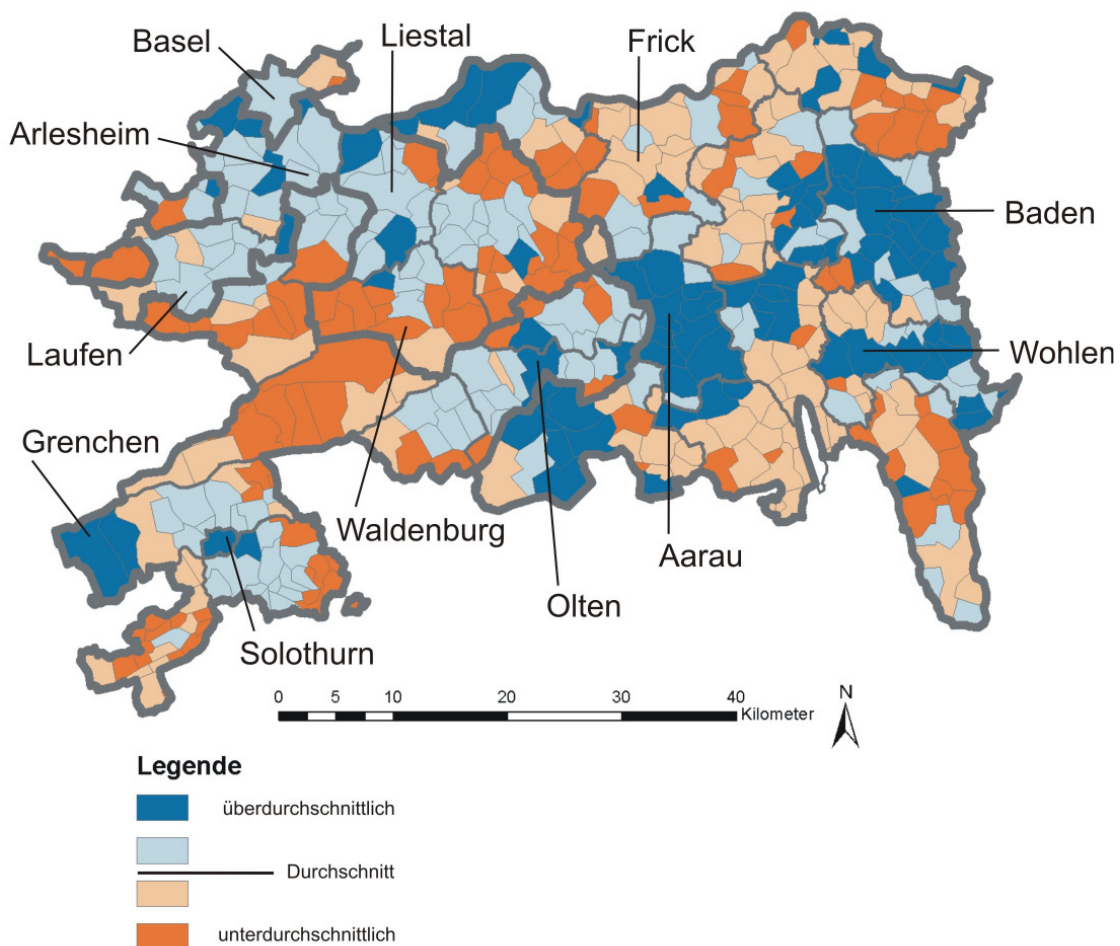 Basel
Liestal
Frick
Arlesheim
Baden
Laufen
Wohlen
Grenchen
Waldenburg
Aarau
Olten
Solothurn
0 5 10 20 30 40
Kilometer
N
Legende
überdurchschnittlich
Durchschnitt
unterdurchschnittlich